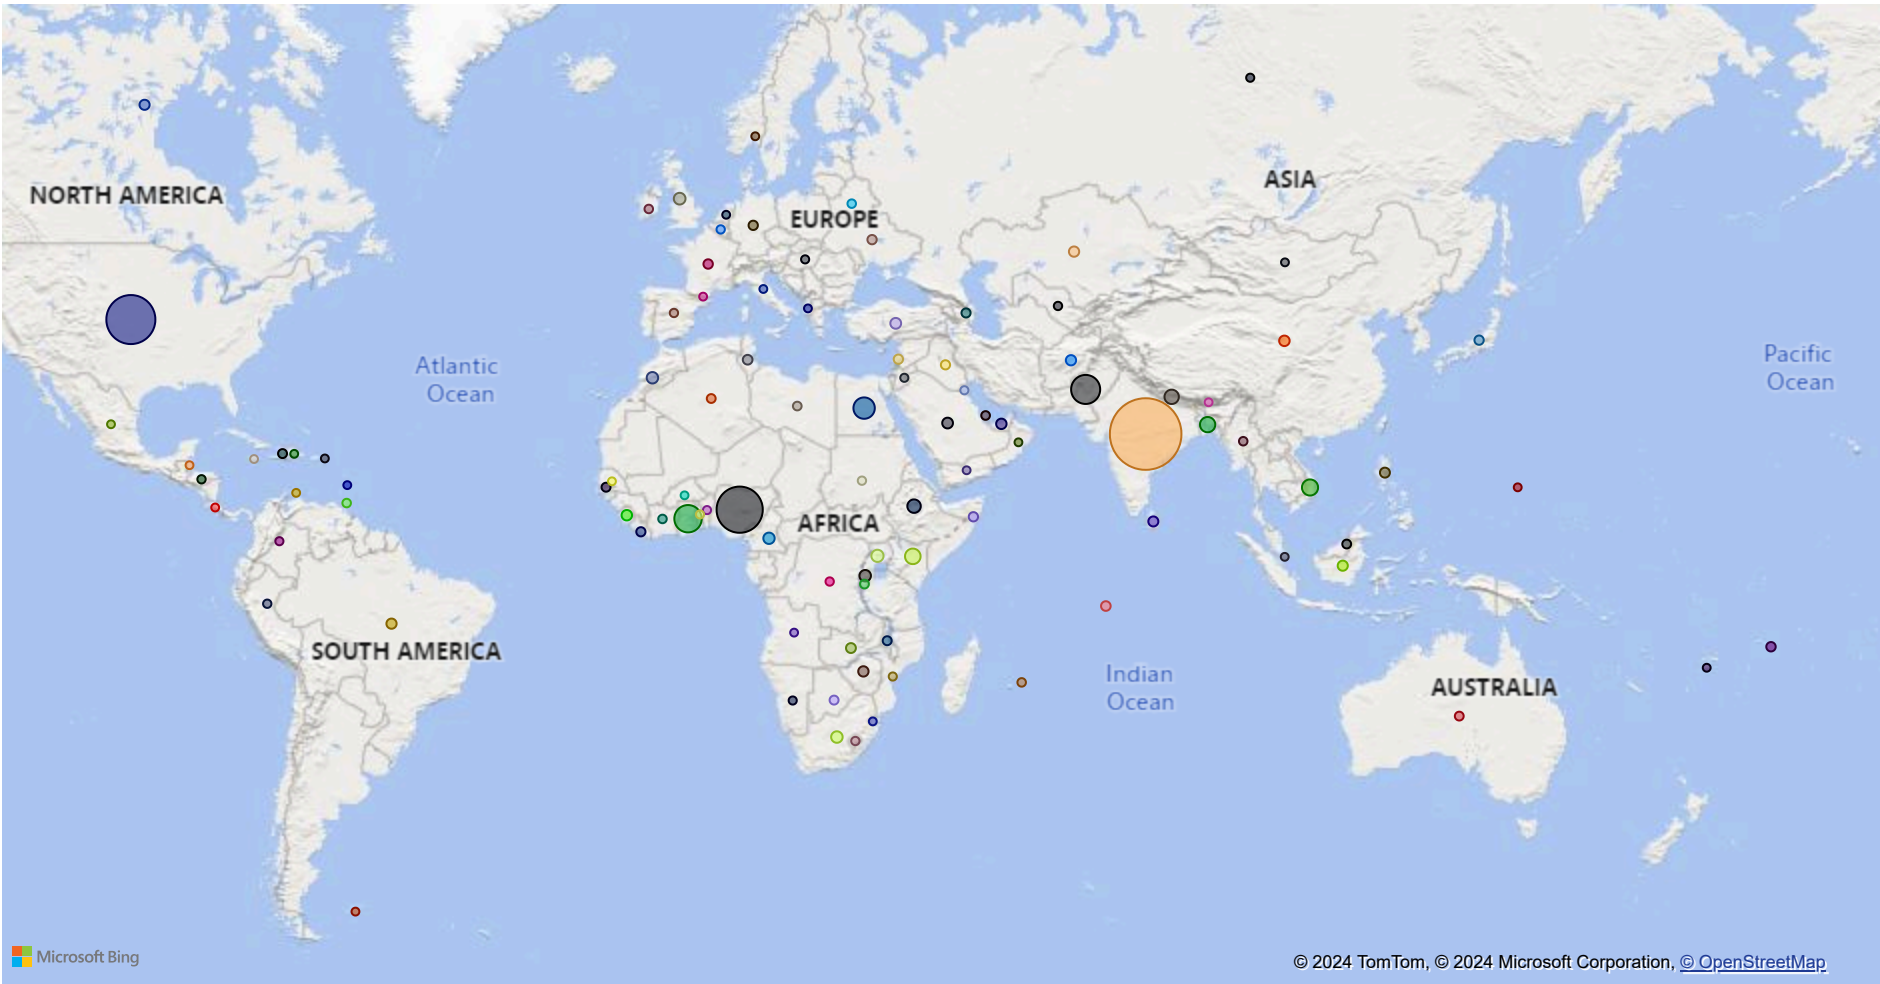 ASIA
NORTH AMERICA
EUROPE
Atlantic
Ocean
Pacific
Ocean
AFRICA
SOUTH AMERICA
Indian
Ocean
AUSTRALIA
Microsoft Bing
© 2024 TomTom, © 2024 Microsoft Corporation, © OpenStreetMap